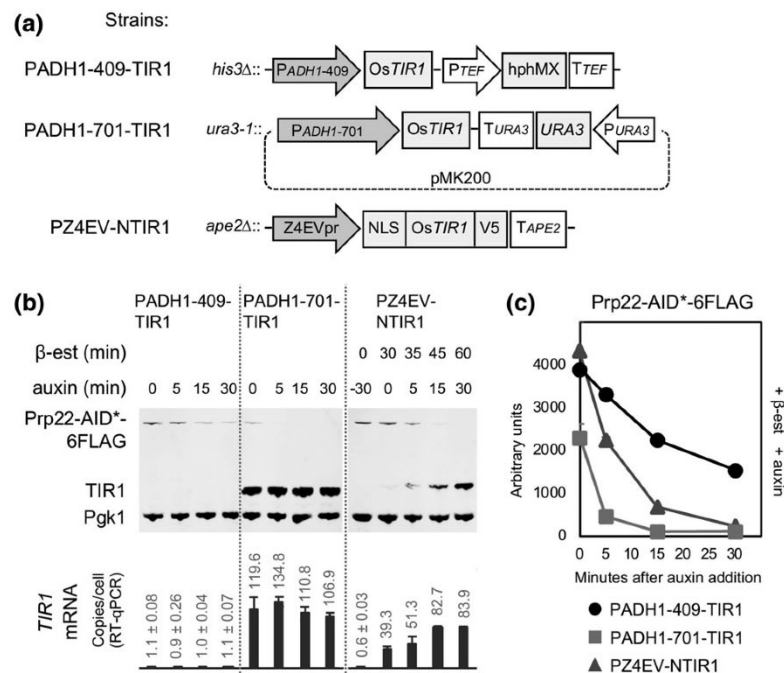 (a)
Strains:
PADH1-409-TIR1
his3Δ::
PADH1-409
OsTIR1
PTEF
hphMX
TTEF
PADH1-701-TIR1
ura3-1::
PADH1-701
OsTIR1
TURA3
URA3
PURA3
pMK200
PZ4EV-NTIR1
ape2Δ::
Z4EVpr
NLS
OsTIR1
V5
TAPE2
(b)
PADH1-409-
TIR1
PADH1-701-
TIR1
PZ4EV-
NTIR1
β-est (min)
0 30 35 45 60
auxin (min)
0 5 15 30
0 5 15 30
-30 0 5 15 30
Prp22-AID*-
6FLAG
TIR1
Pgk1
TIR1
mRNA
Copies/cell
(RT-qPCR)
1.1 ± 0.08
0.9 ± 0.26
1.0 ± 0.04
1.1 ± 0.07
119.6
134.8
110.8
106.9
0.6 ± 0.03
39.3
51.3
82.7
83.9
(c)
Prp22-AID*-6FLAG
Arbitrary units
4000
3000
2000
1000
0
0 5 10 15 20 25 30
Minutes after auxin addition
+ β-est + auxin
PADH1-409-TIR1
PADH1-701-TIR1
PZ4EV-NTIR1